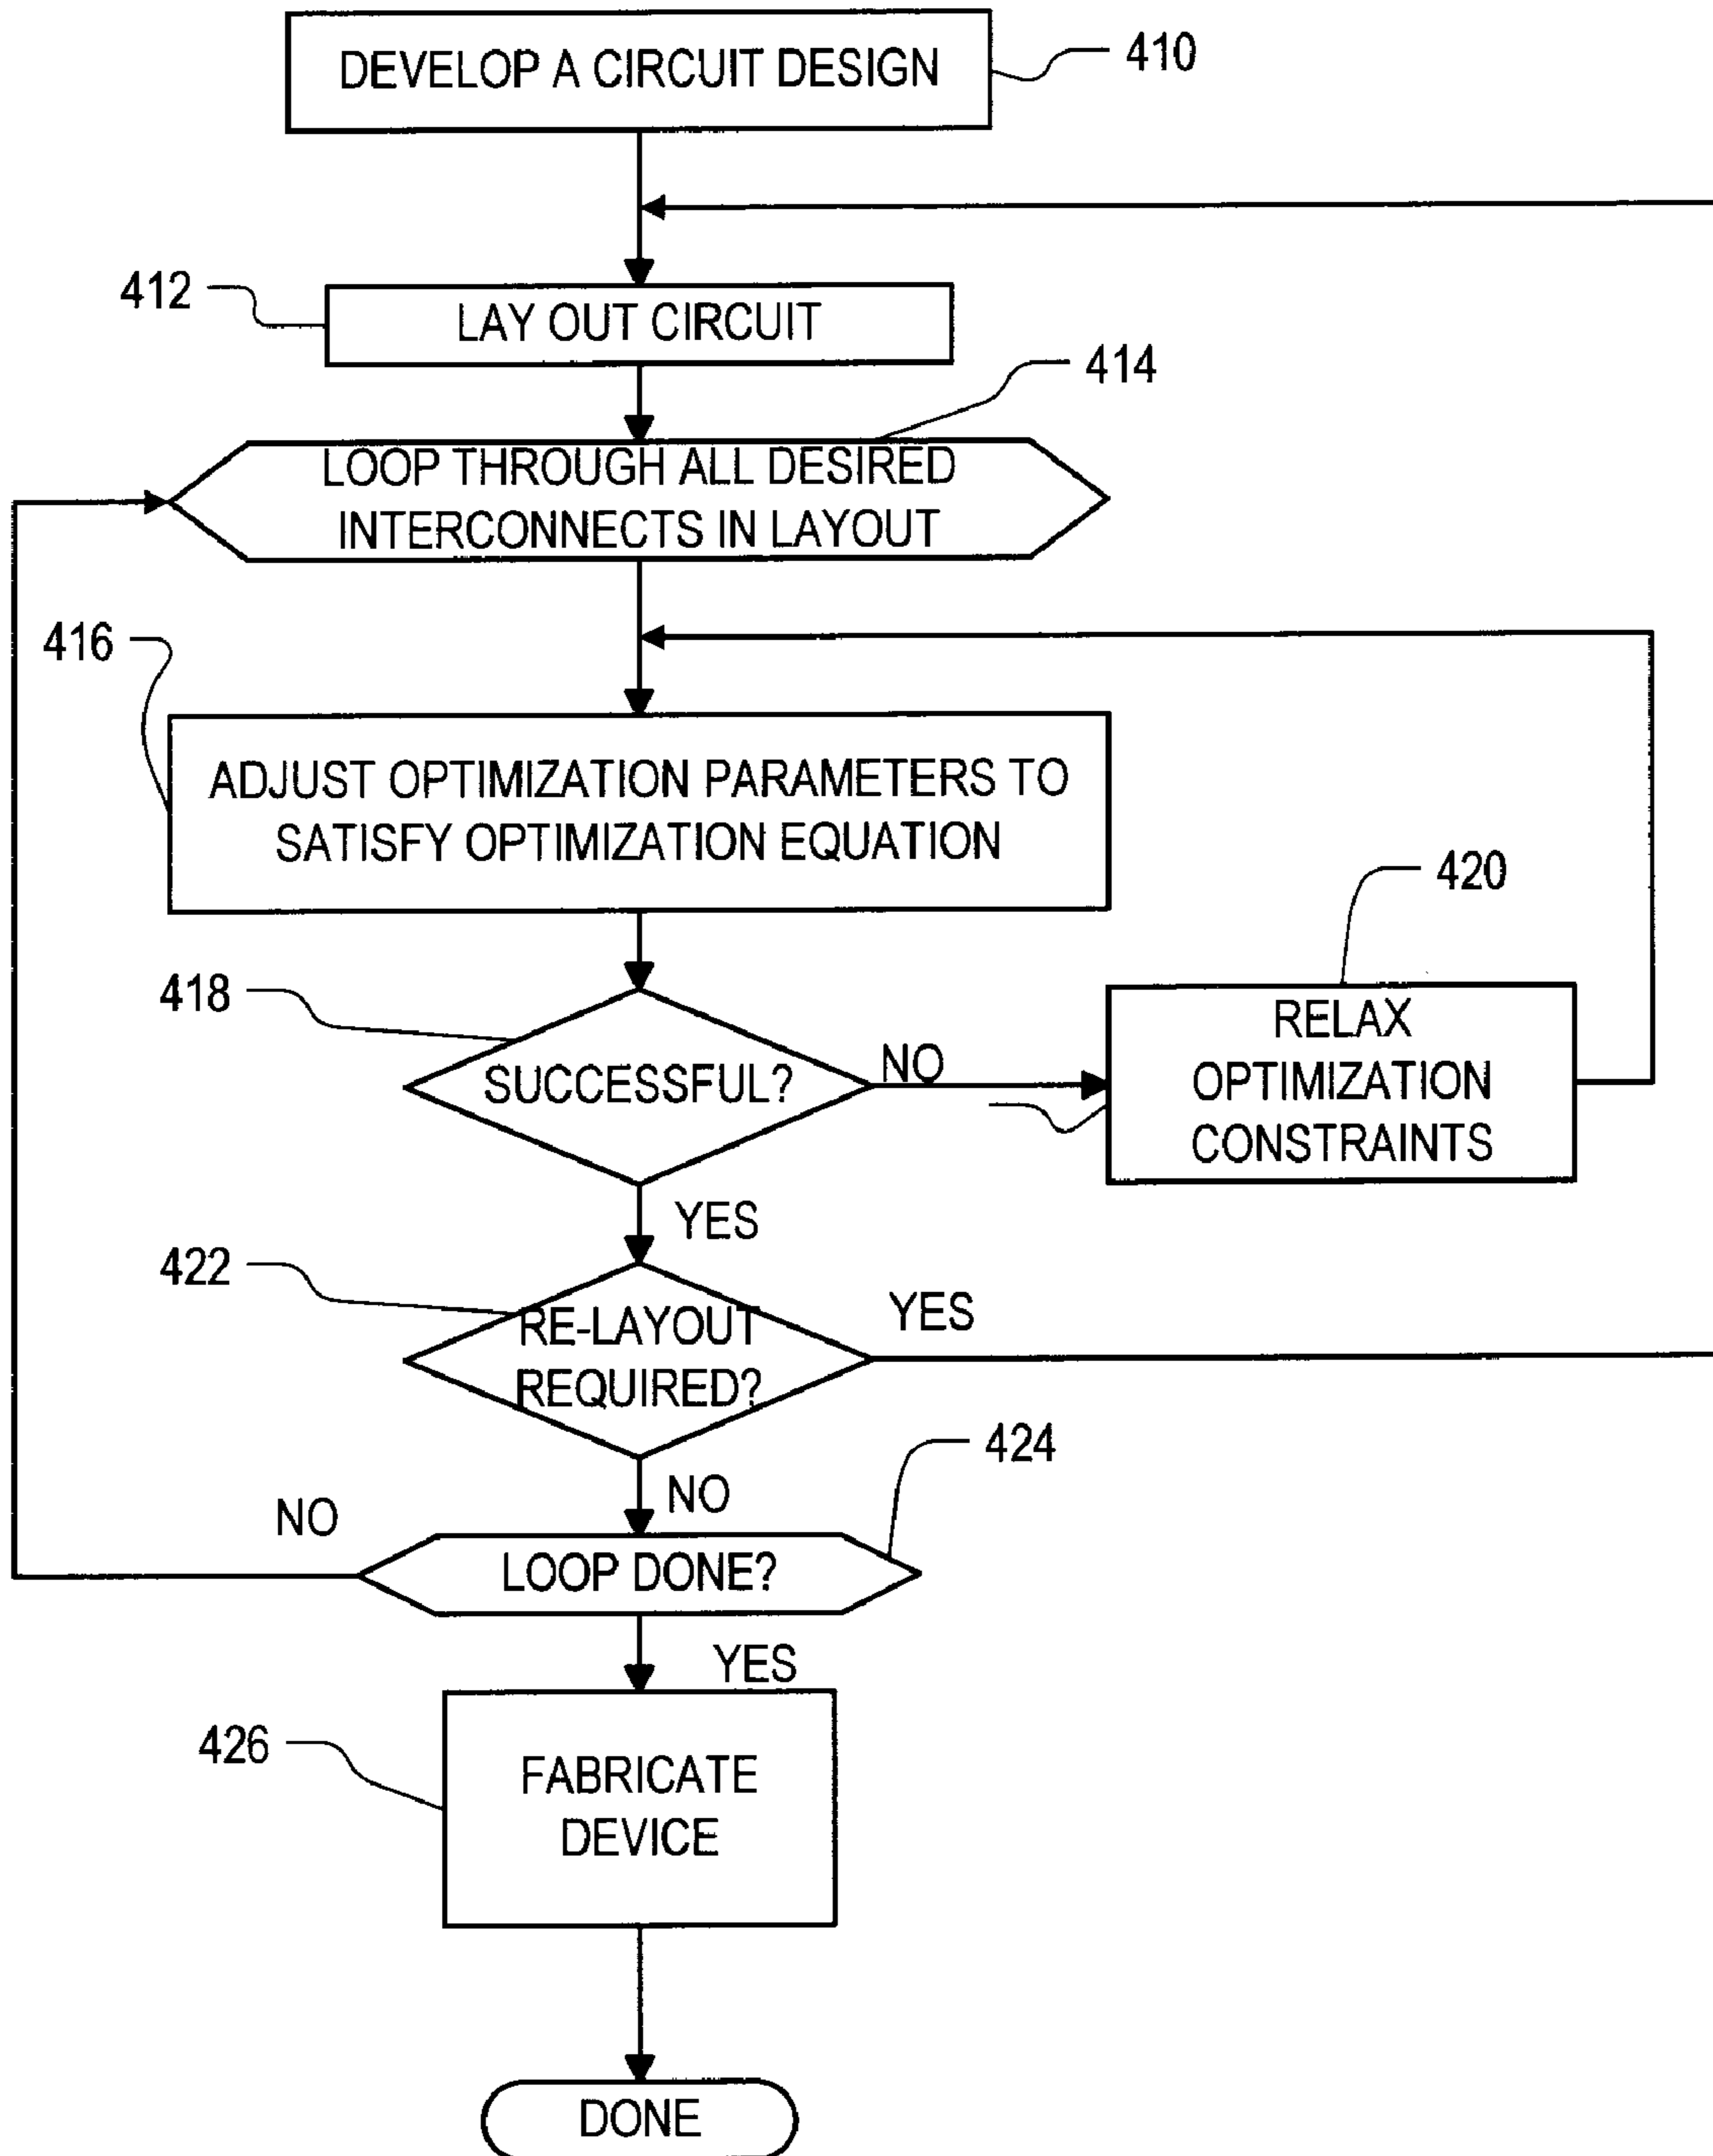 DEVELOP A CIRCUIT DESIGN
410
412
LAY OUT CIRCUIT
414
LOOP THROUGH ALL DESIRED
INTERCONNECTS IN LAYOUT
416
ADJUST OPTIMIZATION PARAMETERS TO
SATISFY OPTIMIZATION EQUATION
420
418
SUCCESSFUL?
NO
RELAX
OPTIMIZATION
CONSTRAINTS
YES
422
RE-LAYOUT
REQUIRED?
YES
424
NO
NO
LOOP DONE?
YES
426
FABRICATE
DEVICE
DONE